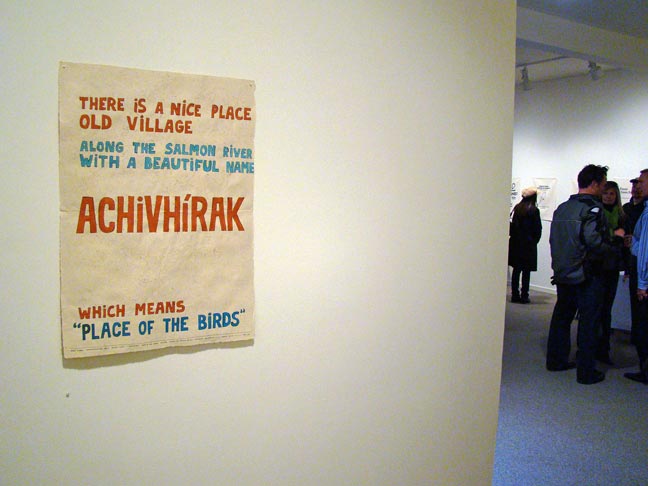 THERE iS A NiCE PLACE
OLD ViLLAGE
ALONG THE SALMON RiVER
WiTH A BEAUTiFUL NAME
ACHiVHÍRAK
WHiCH MEANS
"PLACE OF THE BiRDS"